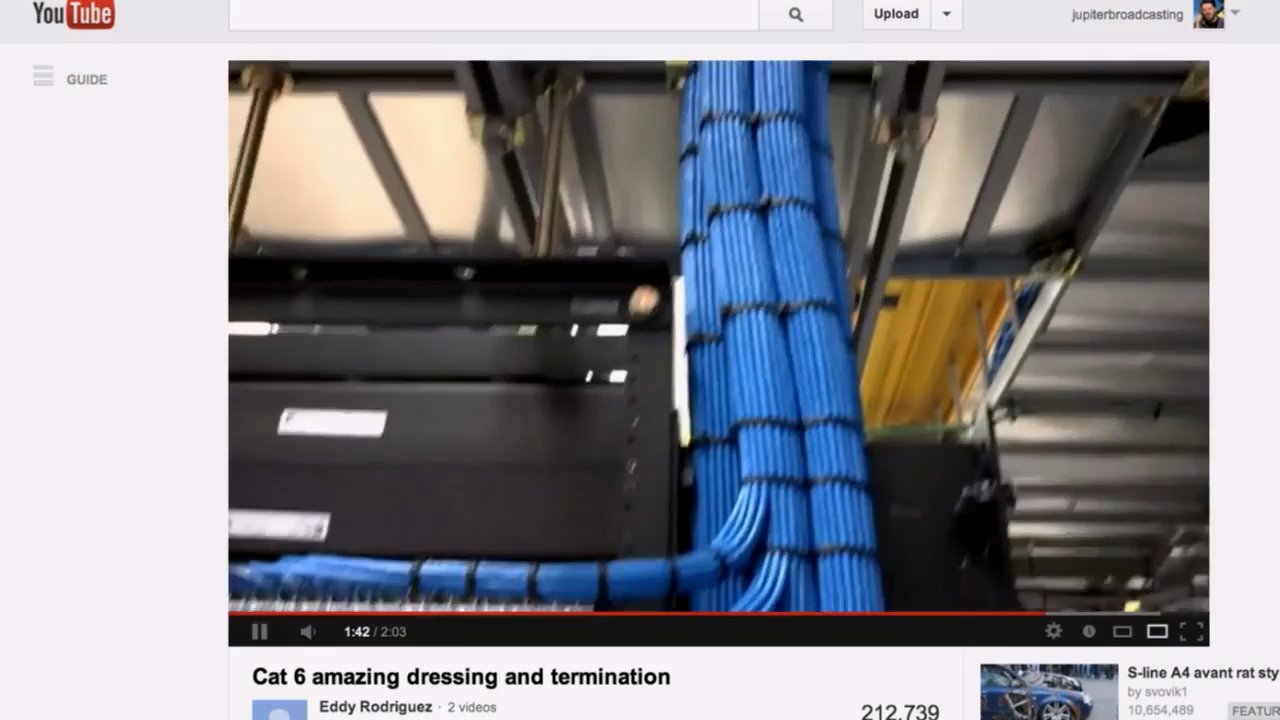 YouTube
Upload
jupiterbroadcasting
GUIDE
1:42 / 2:03
Cat 6 amazing dressing and termination
Eddy Rodriguez · 2 videos
212,739
S-line A4 avant rat sty
by svovik1
10,654,489
FEATUR